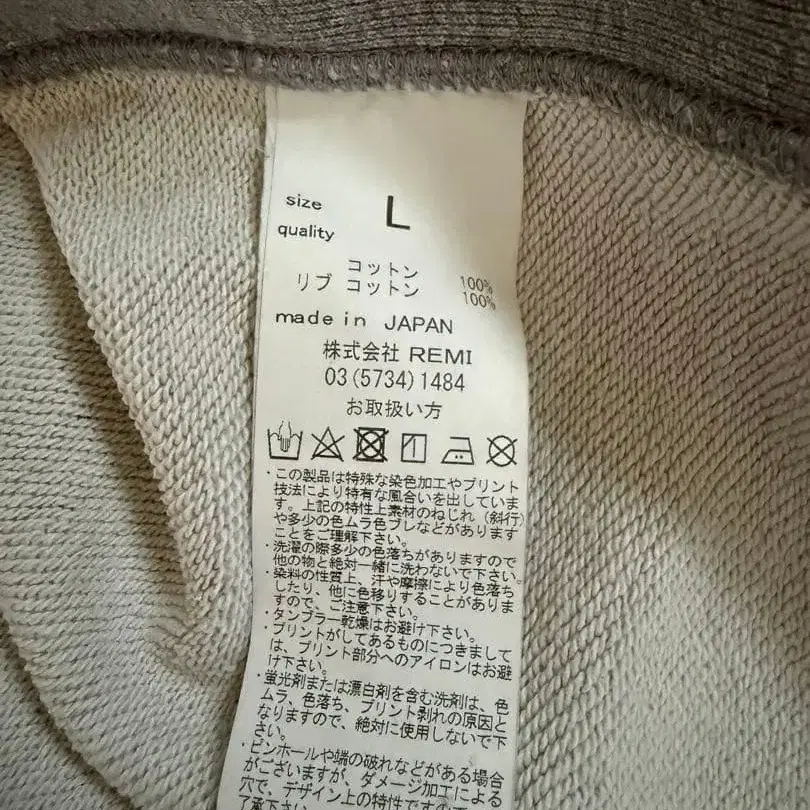 size L
quality
コットン 100%
リブ コットン 100%
made in JAPAN
株式会社 REMI
03(5734)1484
お取扱い方
・この製品は特殊な染色加工やプリント
技法により特有な風合いを出していま
す。上記の特性上素材のねじれ（斜行）
や多少の色ムラ色ブレなどがあります
ことをご理解下さい。
・洗濯の際多少の色落ちがありますので
他の物と絶対一緒に洗わないで下さい。
・染料の性質上、汗や摩擦により色落ち
したり、他に色移りすることがありま
すので、ご注意下さい。
・タンブラー乾燥はお避け下さい。
・プリントがしてあるものにつきまして
は、プリント部分へのアイロンはお避
け下さい。
・蛍光剤または漂白剤を含む洗剤は、色
ムラ、色落ち、プリント剥れの原因と
なりますので、絶対に使用しないで下
さい。
・ピンホールや端の破れなどがある場合
がございますが、ダメージ加工による
穴で、デザイン上の特性ですので
了承下さい